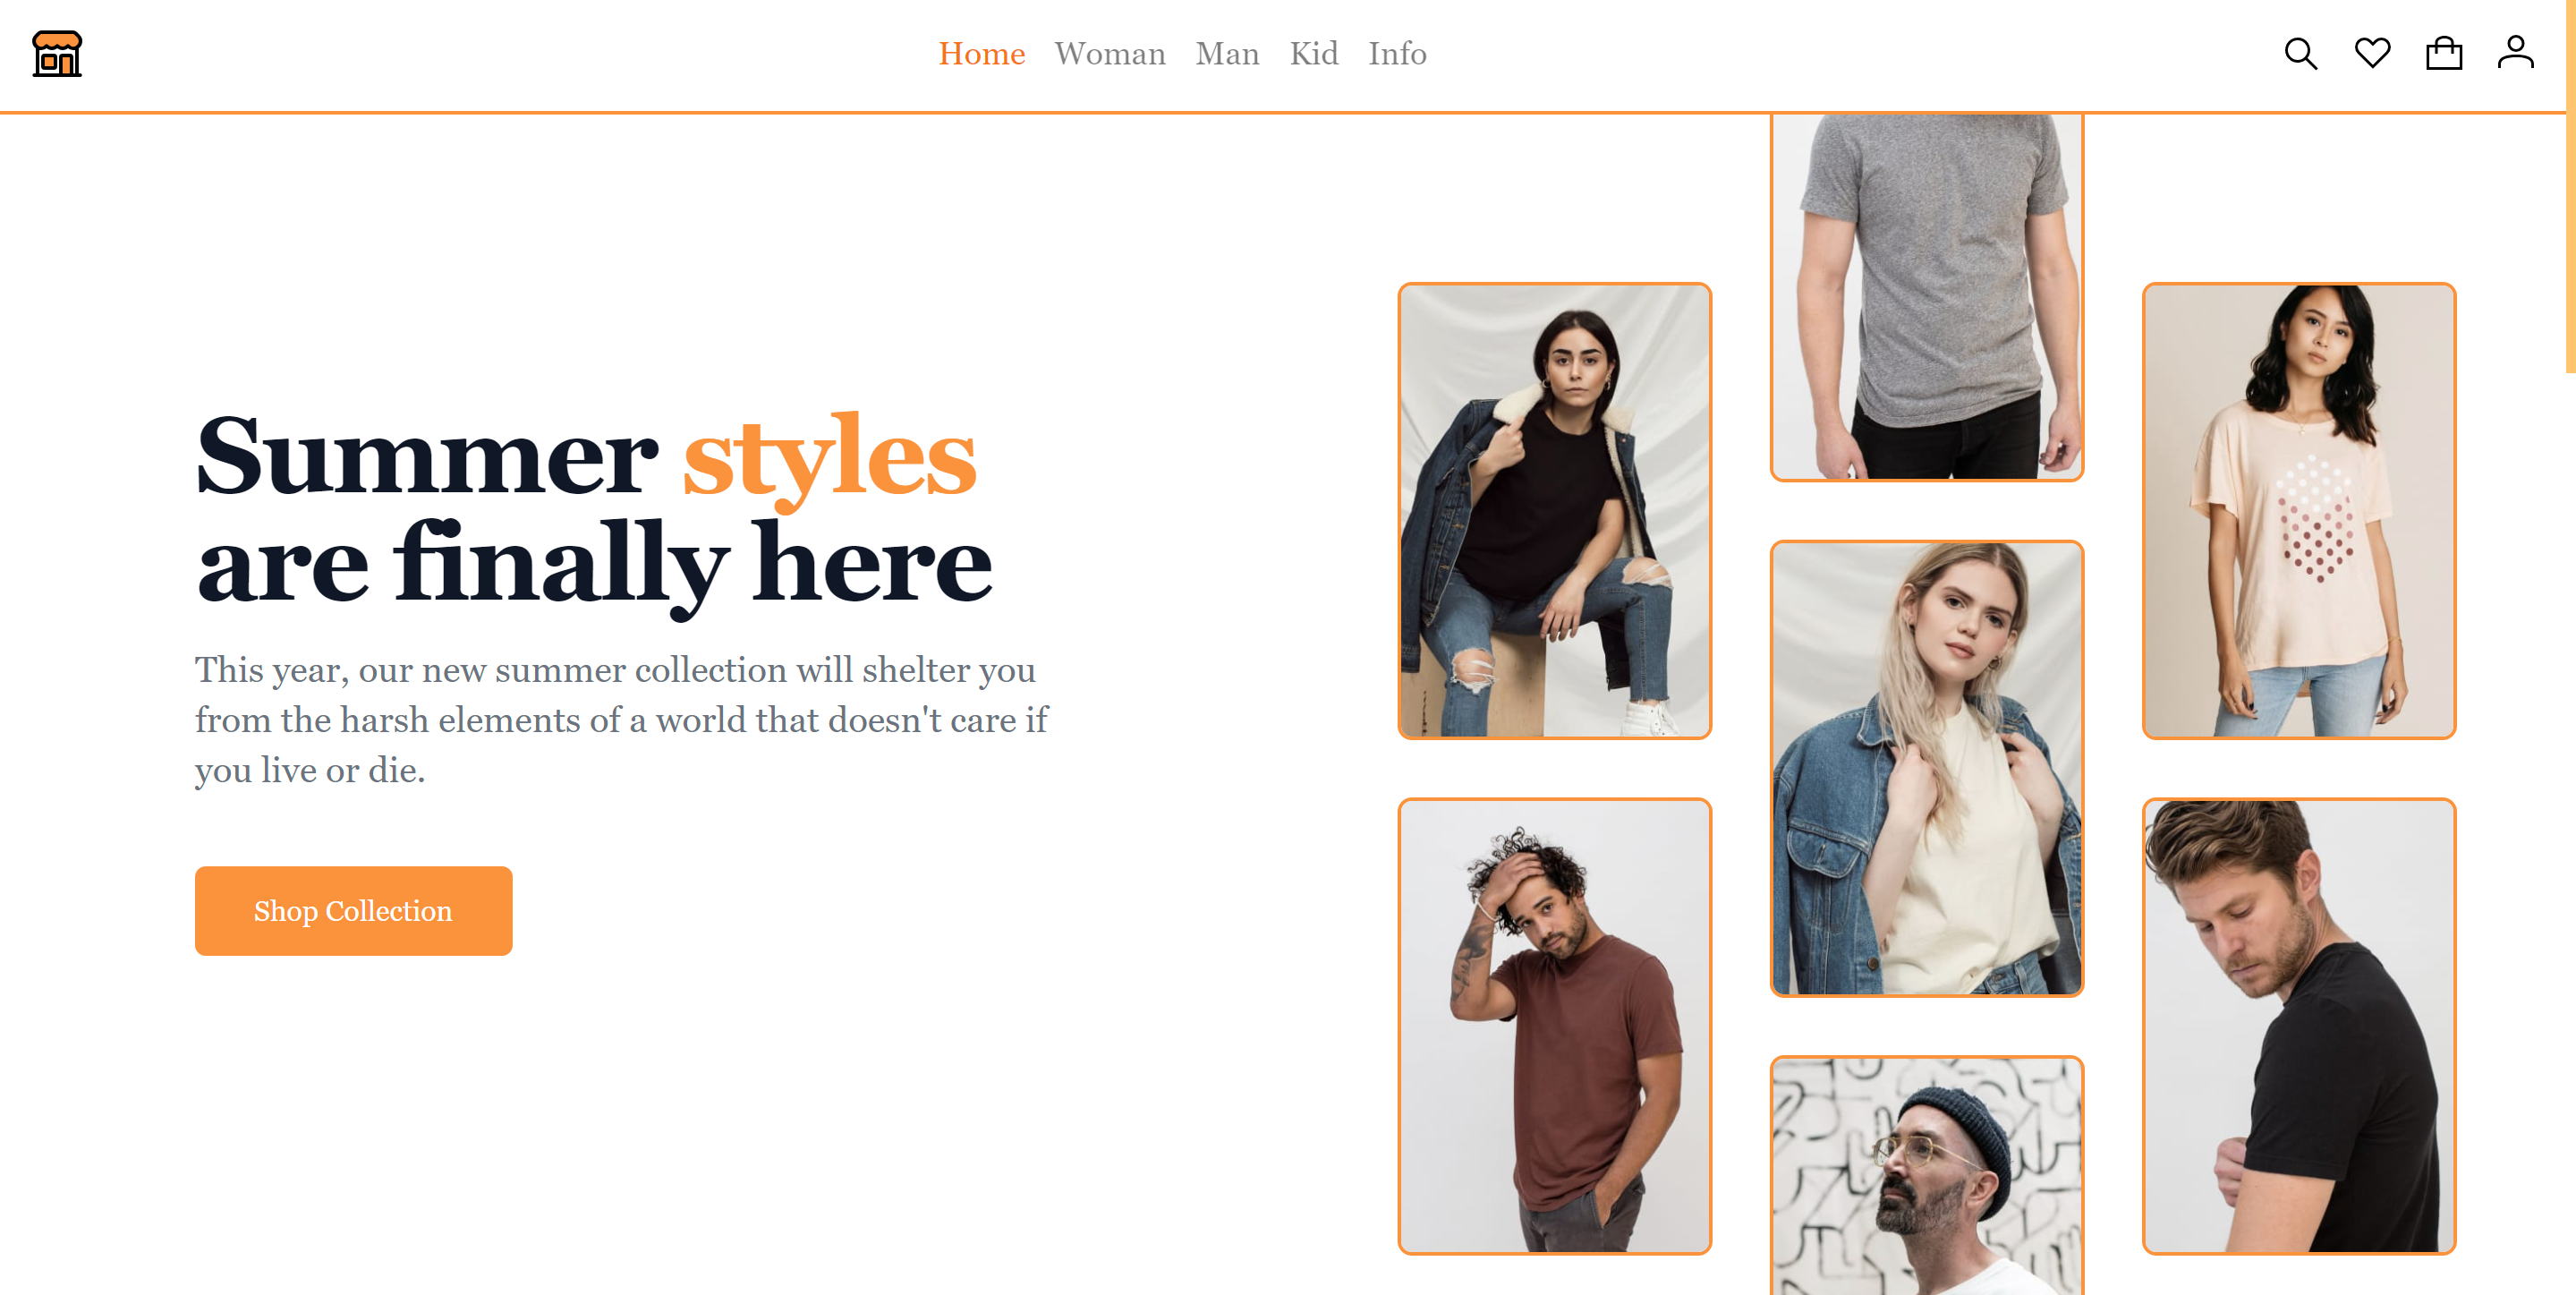 Home Woman Man Kid Info
Summer styles
are finally here
This year, our new summer collection will shelter you
from the harsh elements of a world that doesn't care if
you live or die.
Shop Collection